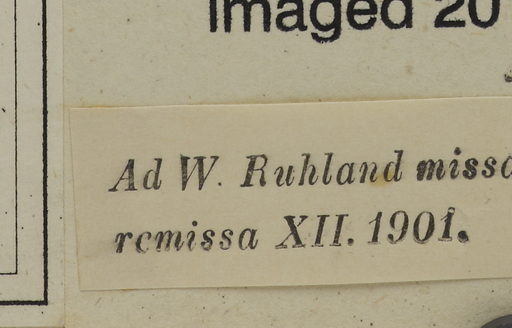 Imaged 20
Ad W. Ruhland missa
remissa XII. 1901.